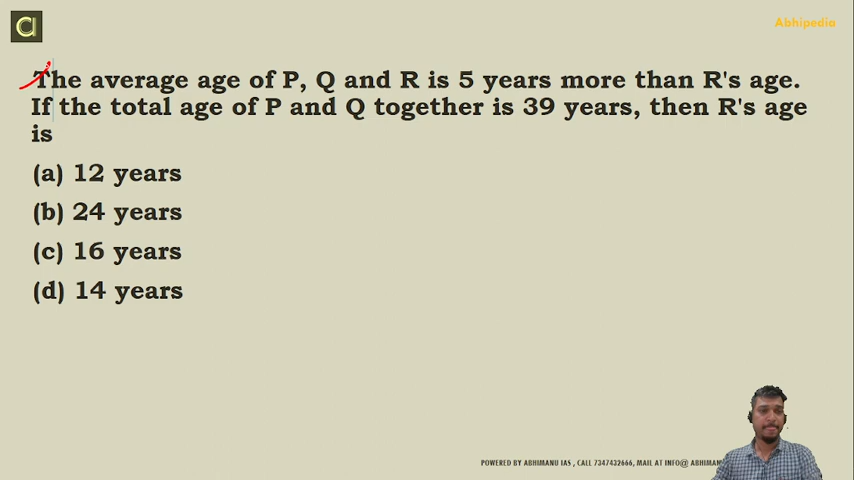 Abhipedia
The average age of P, Q and R is 5 years more than R's age.
If the total age of P and Q together is 39 years, then R's age
is
(a) 12 years
(b) 24 years
(c) 16 years
(d) 14 years
POWERED BY ABHIMANU IAS , CALL 7347432666, MAIL AT INFO@